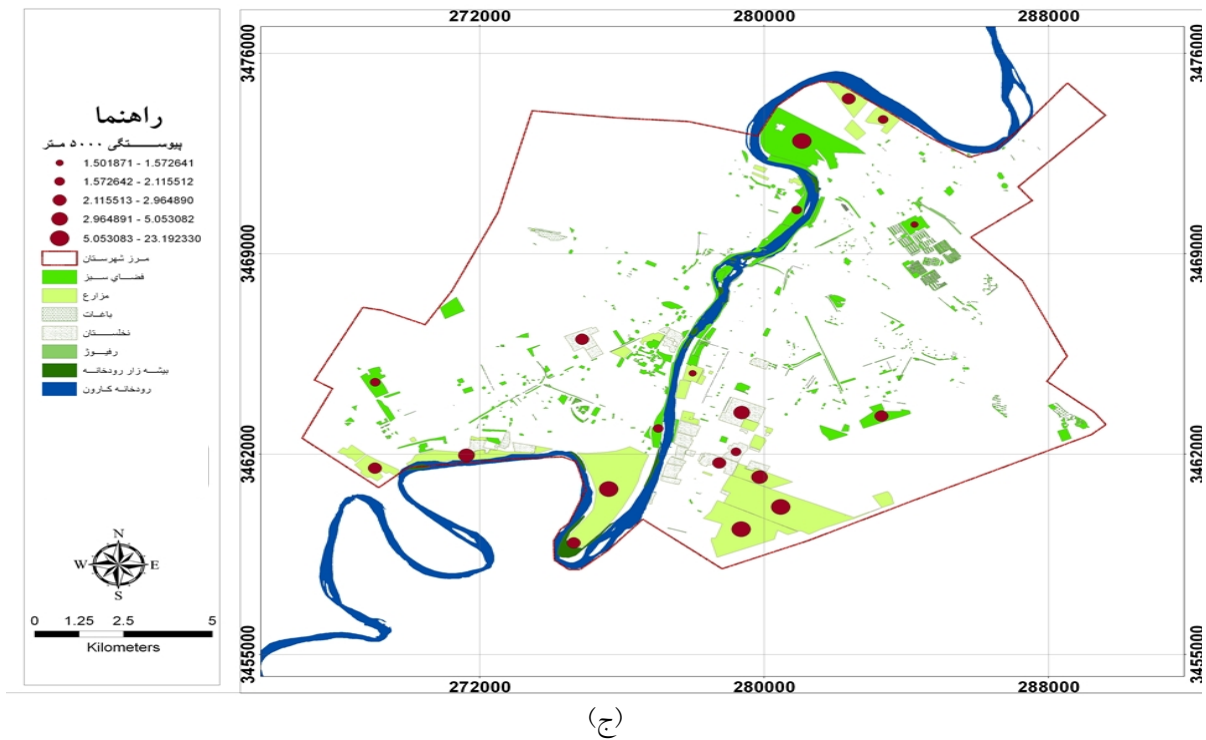 272000 280000 288000
3476000 3476000
3469000 3469000
3462000 3462000
3455000 3455000
272000 280000 288000
راهنما
پیوستگی ۵۰۰۰ متر
1.501871 - 1.572641
1.572642 - 2.115512
2.115513 - 2.964890
2.964891 - 5.053082
5.053083 - 23.192330
مرز شهرستان
فضای سبز
مزارع
باغات
نخلستان
رفیوژ
بیشه زار رودخانه
رودخانه کارون
N
W E
S
0 1.25 2.5 5
Kilometers
(ج)